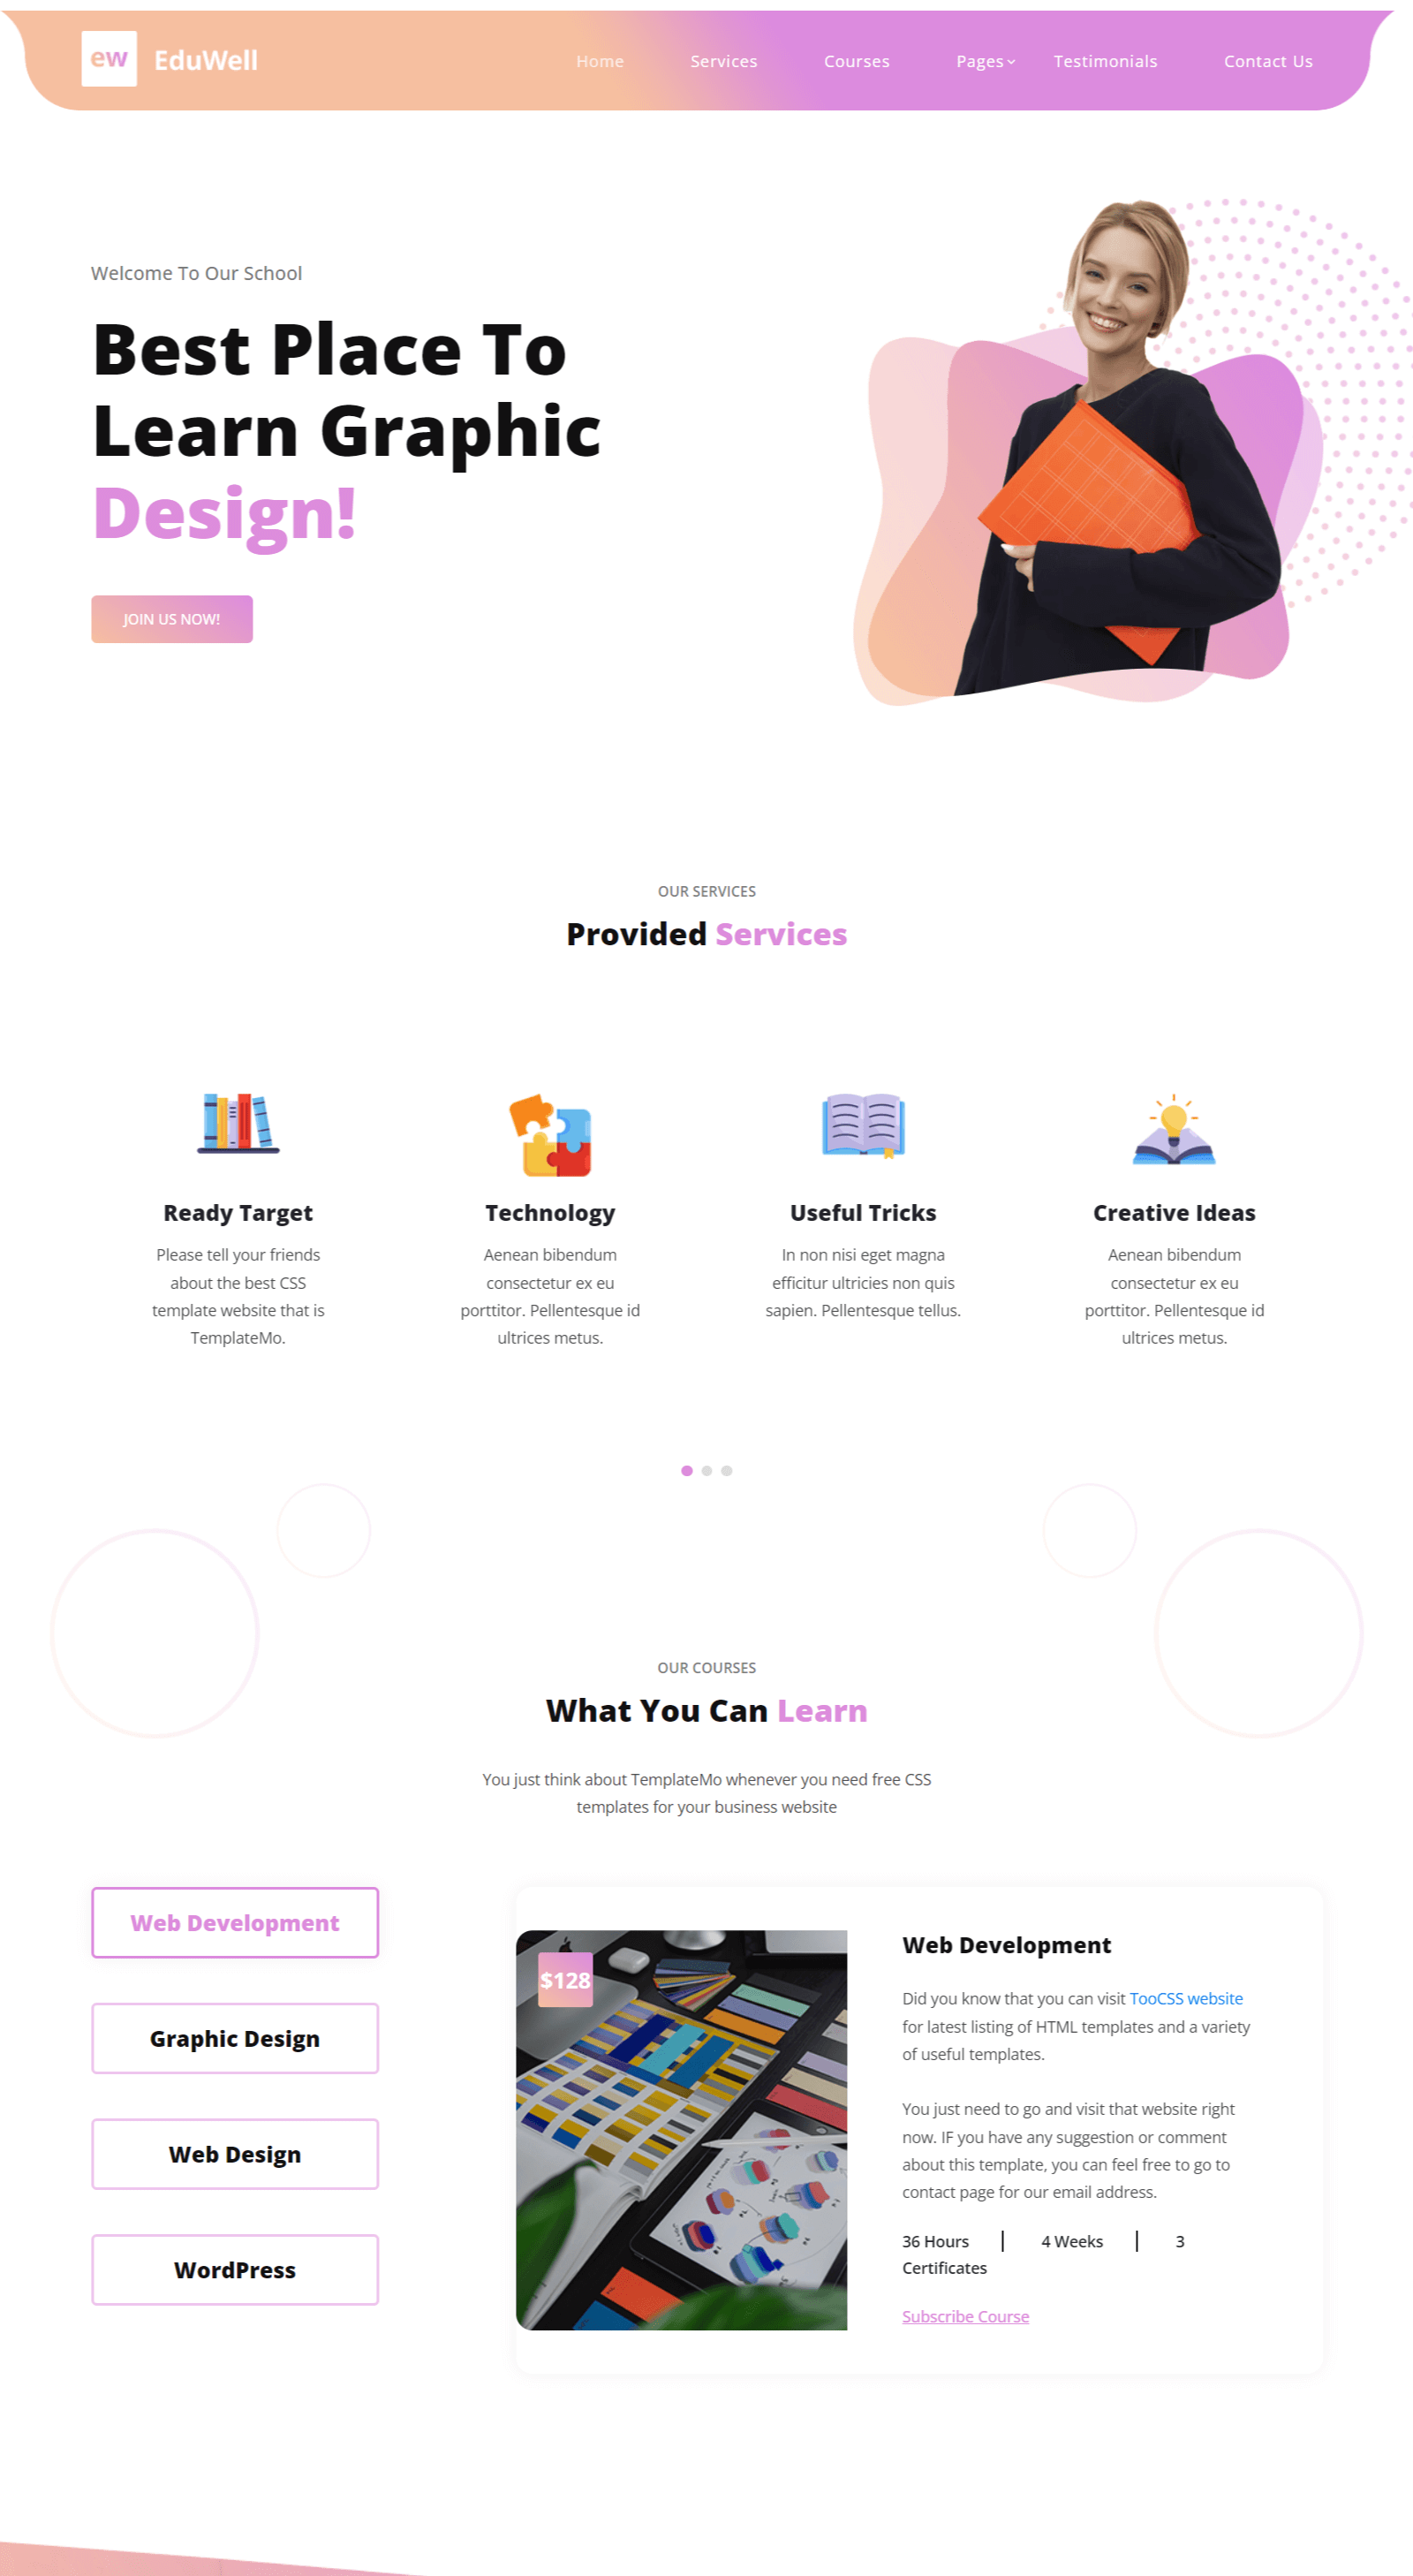 ew EduWell
Home Services Courses Pages Testimonials Contact Us
Welcome To Our School
Best Place To
Learn Graphic
Design!
JOIN US NOW!
OUR SERVICES
Provided Services
Ready Target
Please tell your friends
about the best CSS
template website that is
TemplateMo.
Technology
Aenean bibendum
consectetur ex eu
porttitor. Pellentesque id
ultrices metus.
Useful Tricks
In non nisi eget magna
efficitur ultricies non quis
sapien. Pellentesque tellus.
Creative Ideas
Aenean bibendum
consectetur ex eu
porttitor. Pellentesque id
ultrices metus.
OUR COURSES
What You Can Learn
You just think about TemplateMo whenever you need free CSS
templates for your business website
Web Development
Graphic Design
Web Design
WordPress
$128
Web Development
Did you know that you can visit TooCSS website
for latest listing of HTML templates and a variety
of useful templates.
You just need to go and visit that website right
now. IF you have any suggestion or comment
about this template, you can feel free to go to
contact page for our email address.
36 Hours | 4 Weeks | 3
Certificates
Subscribe Course